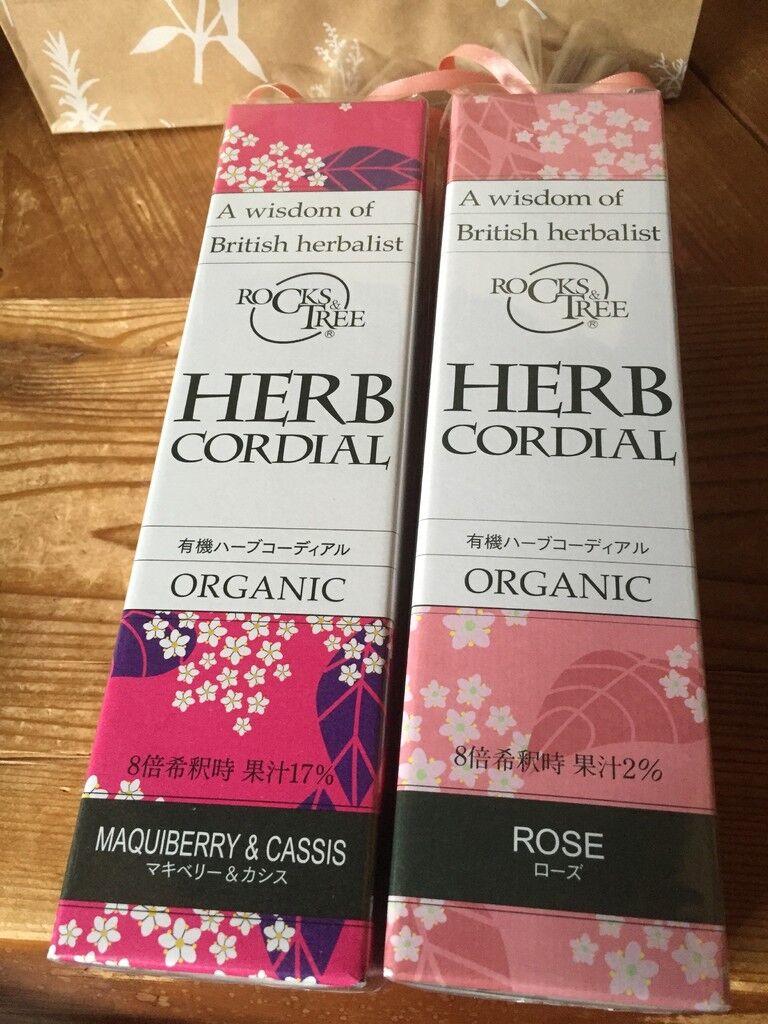 A wisdom of
British herbalist
ROCKS &
TREE ®
HERB
CORDIAL
有機ハーブコーディアル
ORGANIC
8倍希釈時 果汁17%
MAQUIBERRY & CASSIS
マキベリー&カシス
A wisdom of
British herbalist
ROCKS &
TREE ®
HERB
CORDIAL
有機ハーブコーディアル
ORGANIC
8倍希釈時 果汁2%
ROSE
ローズ